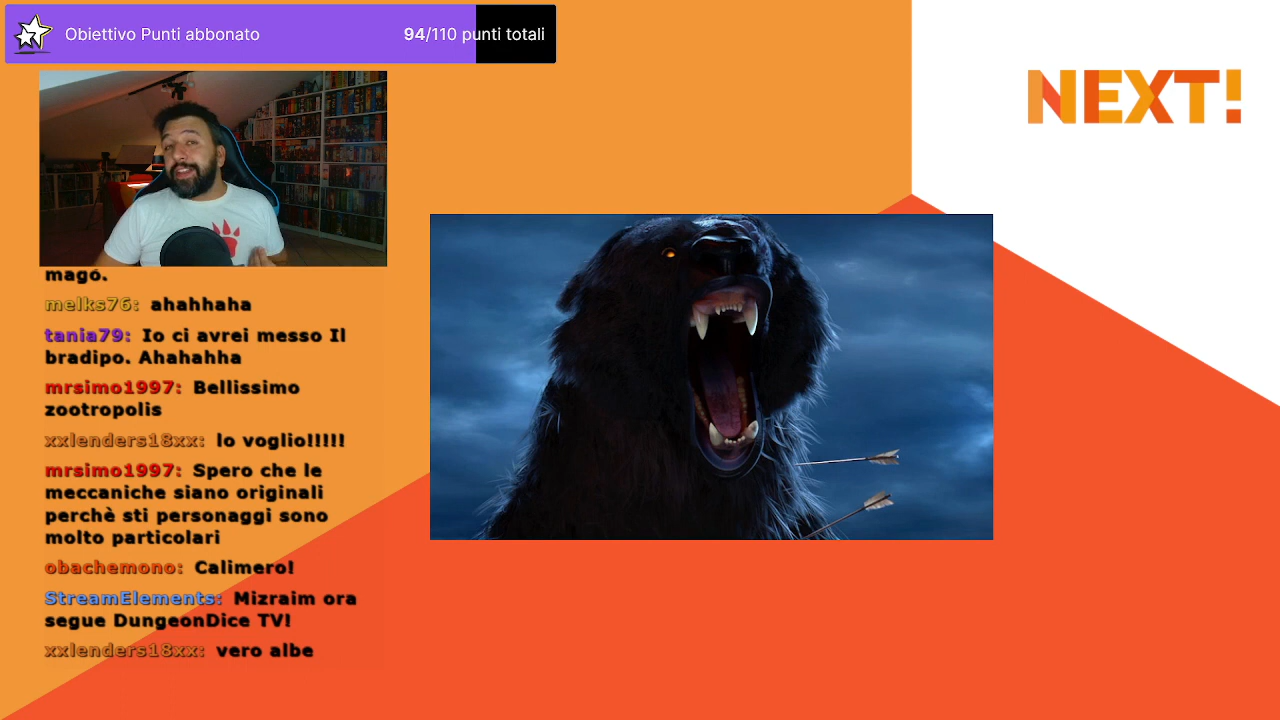 Obiettivo Punti abbonato 94/110 punti totali
NEXT!
magó.
melks76: ahahhaha
tania79: Io ci avrei messo Il
bradipo. Ahahahha
mrsimo1997: Bellissimo
zootropolis
xxlenders18xx: lo voglio!!!!!
mrsimo1997: Spero che le
meccaniche siano originali
perchè sti personaggi sono
molto particolari
obachemono: Calimero!
StreamElements: Mizraim ora
segue DungeonDice TV!
xxlenders18xx: vero albe